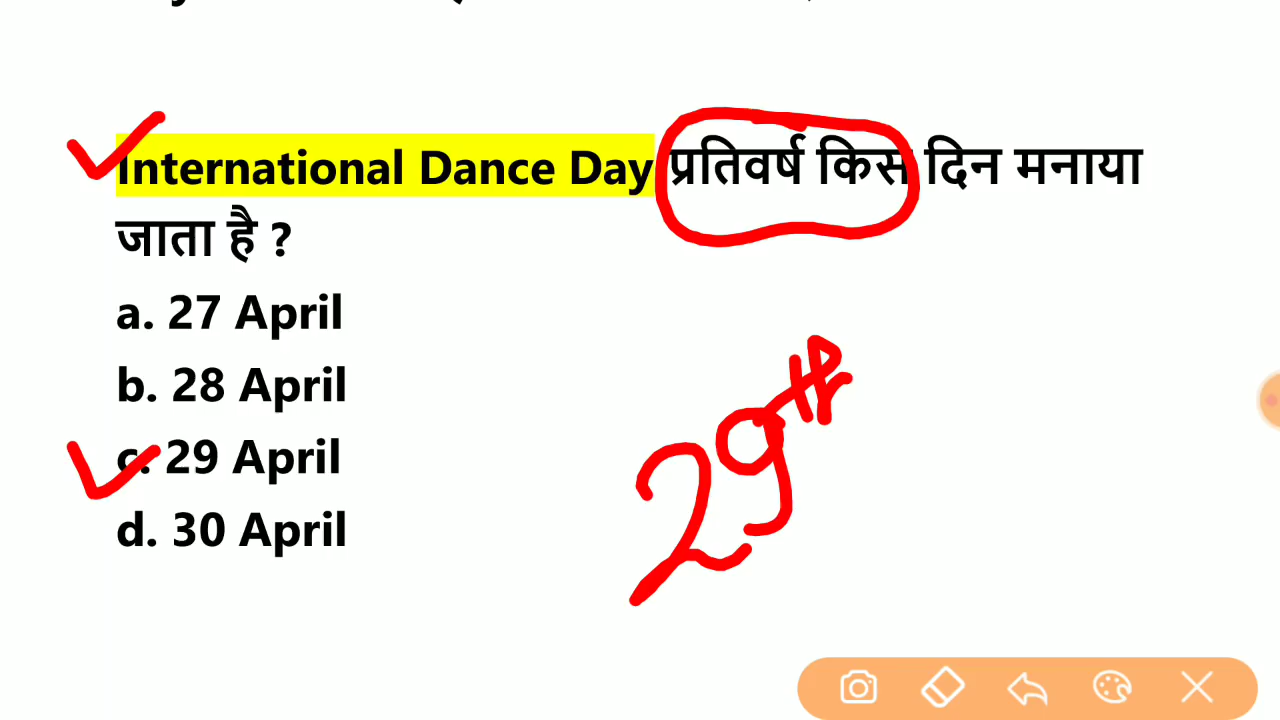 International Dance Day प्रतिवर्ष किस दिन मनाया
जाता है ?
a. 27 April
b. 28 April
c. 29 April
d. 30 April
29th